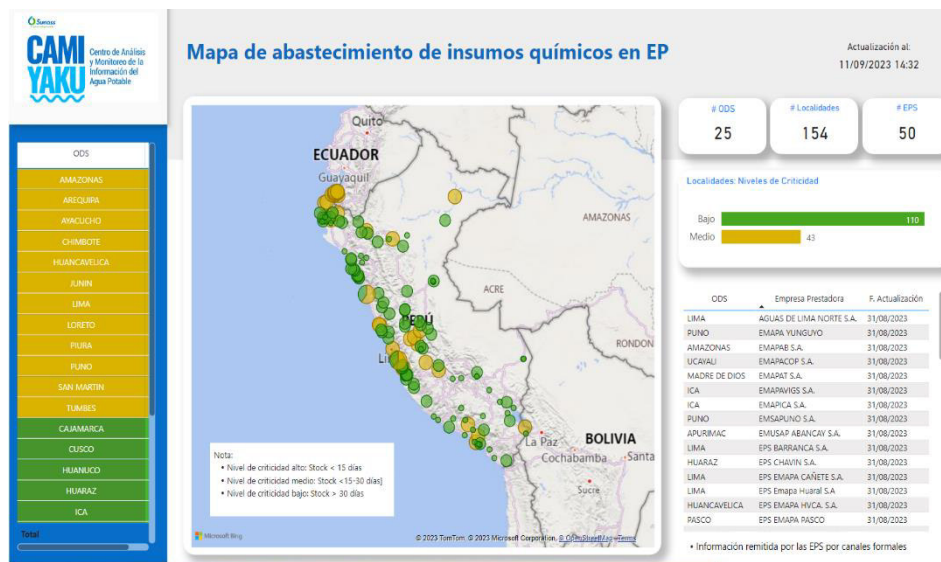 Sunass
CAMI
YAKU
Centro de Análisis
y Monitoreo de la
Información del
Agua Potable
Mapa de abastecimiento de insumos químicos en EP
Actualización al:
11/09/2023 14:32
# ODS
25
# Localidades
154
# EPS
50
ODS
AMAZONAS
AREQUIPA
AYACUCHO
CHIMBOTE
HUANCAVELICA
JUNIN
LIMA
LORETO
PIURA
PUNO
SAN MARTIN
TUMBES
CAJAMARCA
CUSCO
HUANUCO
HUARAZ
ICA
Total
Quito
ECUADOR
Guayaquil
AMAZONAS
ACRE
PERÚ
RONDON
Li
La Paz
BOLIVIA
Cochabamba
Santa
Sucre
Nota:
• Nivel de criticidad alto: Stock < 15 días
• Nivel de criticidad medio: Stock <15-30 días]
• Nivel de criticidad bajo: Stock > 30 días
Microsoft Bing
© 2023 TomTom, © 2023 Microsoft Corporation, © OpenStreetMap Terms
Localidades: Niveles de Criticidad
Bajo 110
Medio 43
ODS Empresa Prestadora F. Actualización
LIMA AGUAS DE LIMA NORTE S.A. 31/08/2023
PUNO EMAPA YUNGUYO 31/08/2023
AMAZONAS EMAPAB S.A. 31/08/2023
UCAYALI EMAPACOP S.A. 31/08/2023
MADRE DE DIOS EMAPAT S.A. 31/08/2023
ICA EMAPAVIGS S.A. 31/08/2023
ICA EMAPICA S.A. 31/08/2023
PUNO EMSAPUNO S.A. 31/08/2023
APURIMAC EMUSAP ABANCAY S.A. 31/08/2023
LIMA EPS BARRANCA S.A. 31/08/2023
HUARAZ EPS CHAVIN S.A. 31/08/2023
LIMA EPS EMAPA CAÑETE S.A. 31/08/2023
LIMA EPS Emapa Huaral S.A 31/08/2023
HUANCAVELICA EPS EMAPA HVCA. S.A. 31/08/2023
PASCO EPS EMAPA PASCO 31/08/2023
• Información remitida por las EPS por canales formales